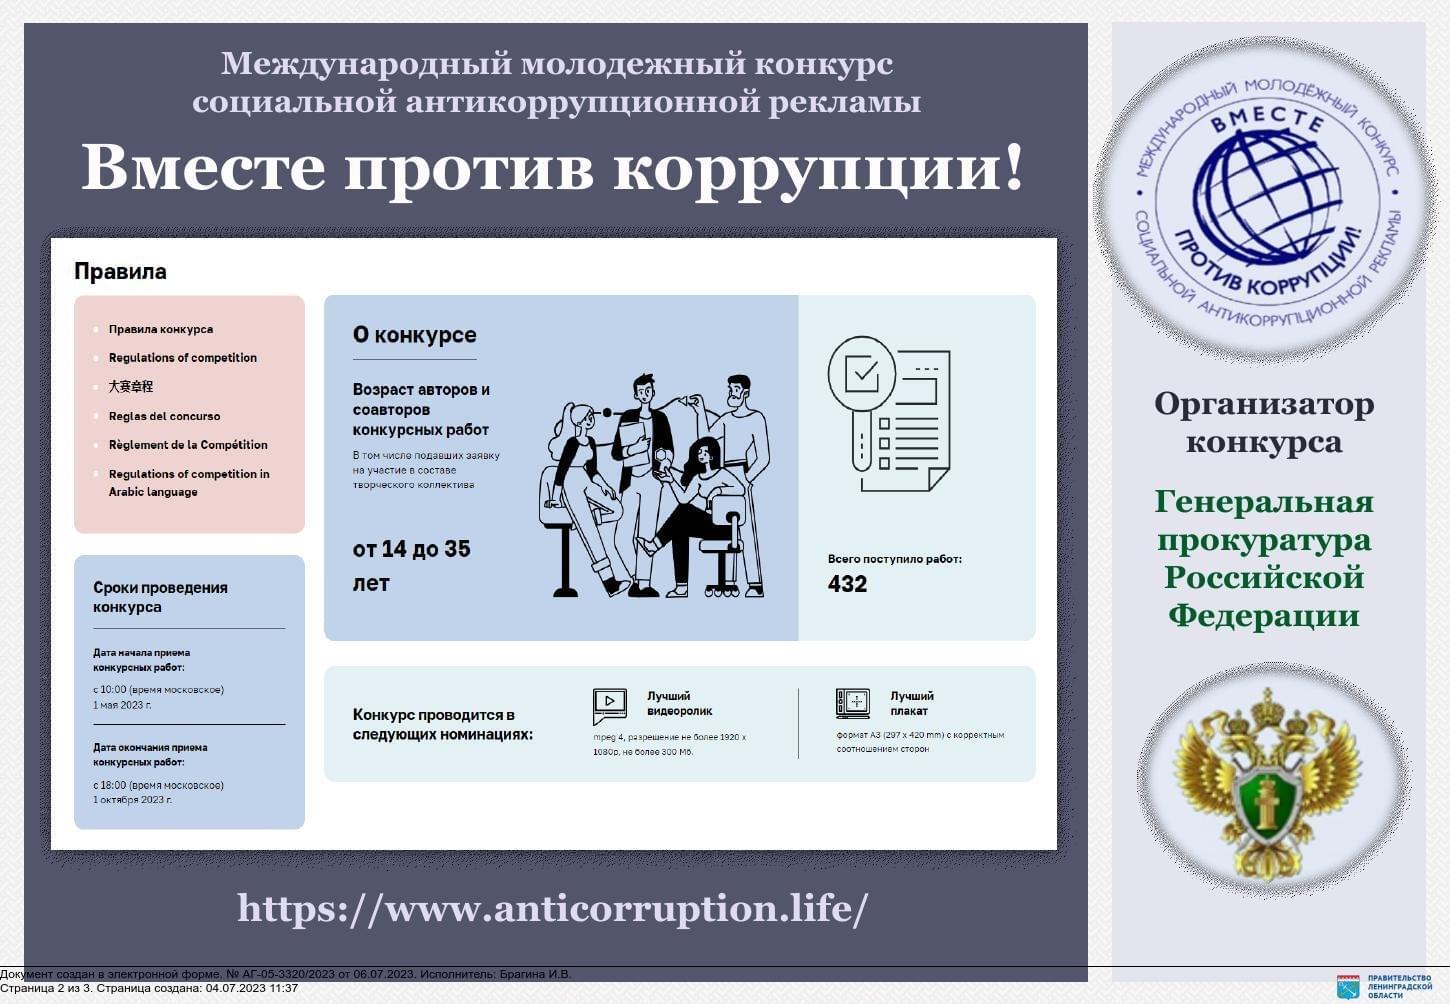 Международный молодежный конкурс
социальной антикоррупционной рекламы
Вместе против коррупции!
Правила
Правила конкурса
Regulations of competition
大赛章程
Reglas del concurso
Règlement de la Compétition
Regulations of competition in
Arabic language
Сроки проведения
конкурса
Дата начала приема
конкурсных работ:
с 10:00 (время московское)
1 мая 2023 г.
Дата окончания приема
конкурсных работ:
с 18:00 (время московское)
1 октября 2023 г.
О конкурсе
Возраст авторов и
соавторов
конкурсных работ
В том числе подавших заявку
на участие в составе
творческого коллектива
от 14 до 35
лет
Всего поступило работ:
432
Конкурс проводится в
следующих номинациях:
Лучший
видеоролик
mpeg 4, разрешение не более 1920 x
1080p, не более 300 Мб.
Лучший
плакат
формат А3 (297 x 420 mm) с корректным
соотношением сторон
https://www.anticorruption.life/
МЕЖДУНАРОДНЫЙ МОЛОДЁЖНЫЙ КОНКУРС
СОЦИАЛЬНОЙ АНТИКОРРУПЦИОННОЙ РЕКЛАМЫ
ВМЕСТЕ
ПРОТИВ КОРРУПЦИИ!
Организатор
конкурса
Генеральная
прокуратура
Российской
Федерации
Документ создан в электронной форме. № АГ-05-3320/2023 от 06.07.2023. Исполнитель: Брагина И.В.
Страница 2 из 3. Страница создана: 04.07.2023 11:37
ПРАВИТЕЛЬСТВО
ЛЕНИНГРАДСКОЙ
ОБЛАСТИ